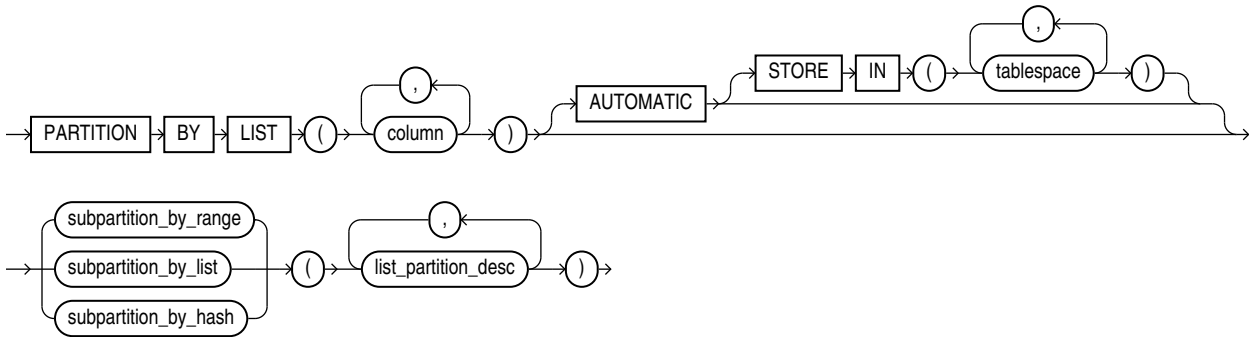 ,
STORE IN ( tablespace )
,
AUTOMATIC
PARTITION BY LIST ( column )
subpartition_by_range
,
subpartition_by_list ( list_partition_desc )
subpartition_by_hash